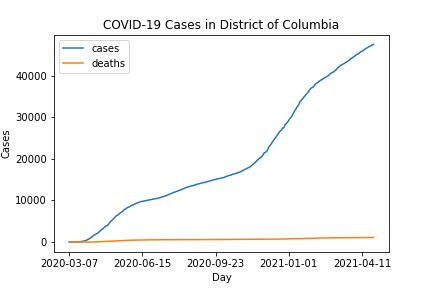 COVID-19 Cases in District of Columbia
cases
deaths
40000
30000
20000
10000
0
Cases
2020-03-07
2020-06-15
2020-09-23
2021-01-01
2021-04-11
Day